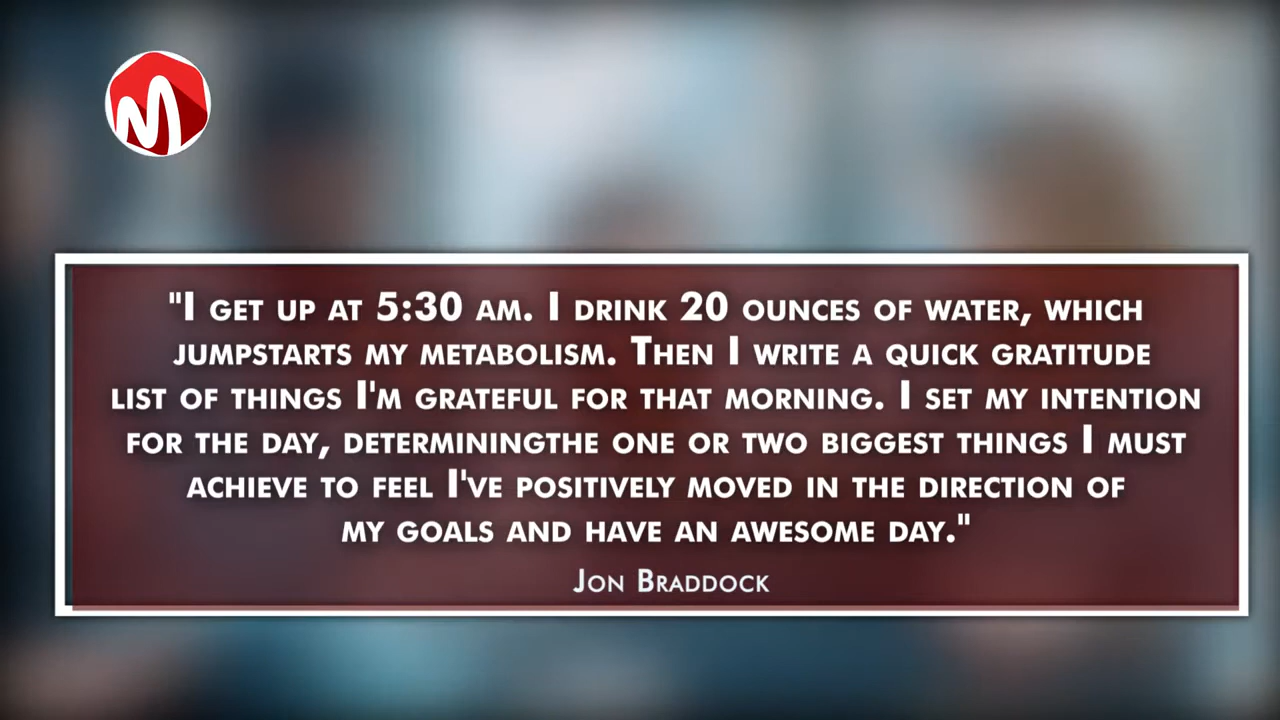 "I GET UP AT 5:30 AM. I DRINK 20 OUNCES OF WATER, WHICH
JUMPSTARTS MY METABOLISM. THEN I WRITE A QUICK GRATITUDE
LIST OF THINGS I'M GRATEFUL FOR THAT MORNING. I SET MY INTENTION
FOR THE DAY, DETERMININGTHE ONE OR TWO BIGGEST THINGS I MUST
ACHIEVE TO FEEL I'VE POSITIVELY MOVED IN THE DIRECTION OF
MY GOALS AND HAVE AN AWESOME DAY."
JON BRADDOCK